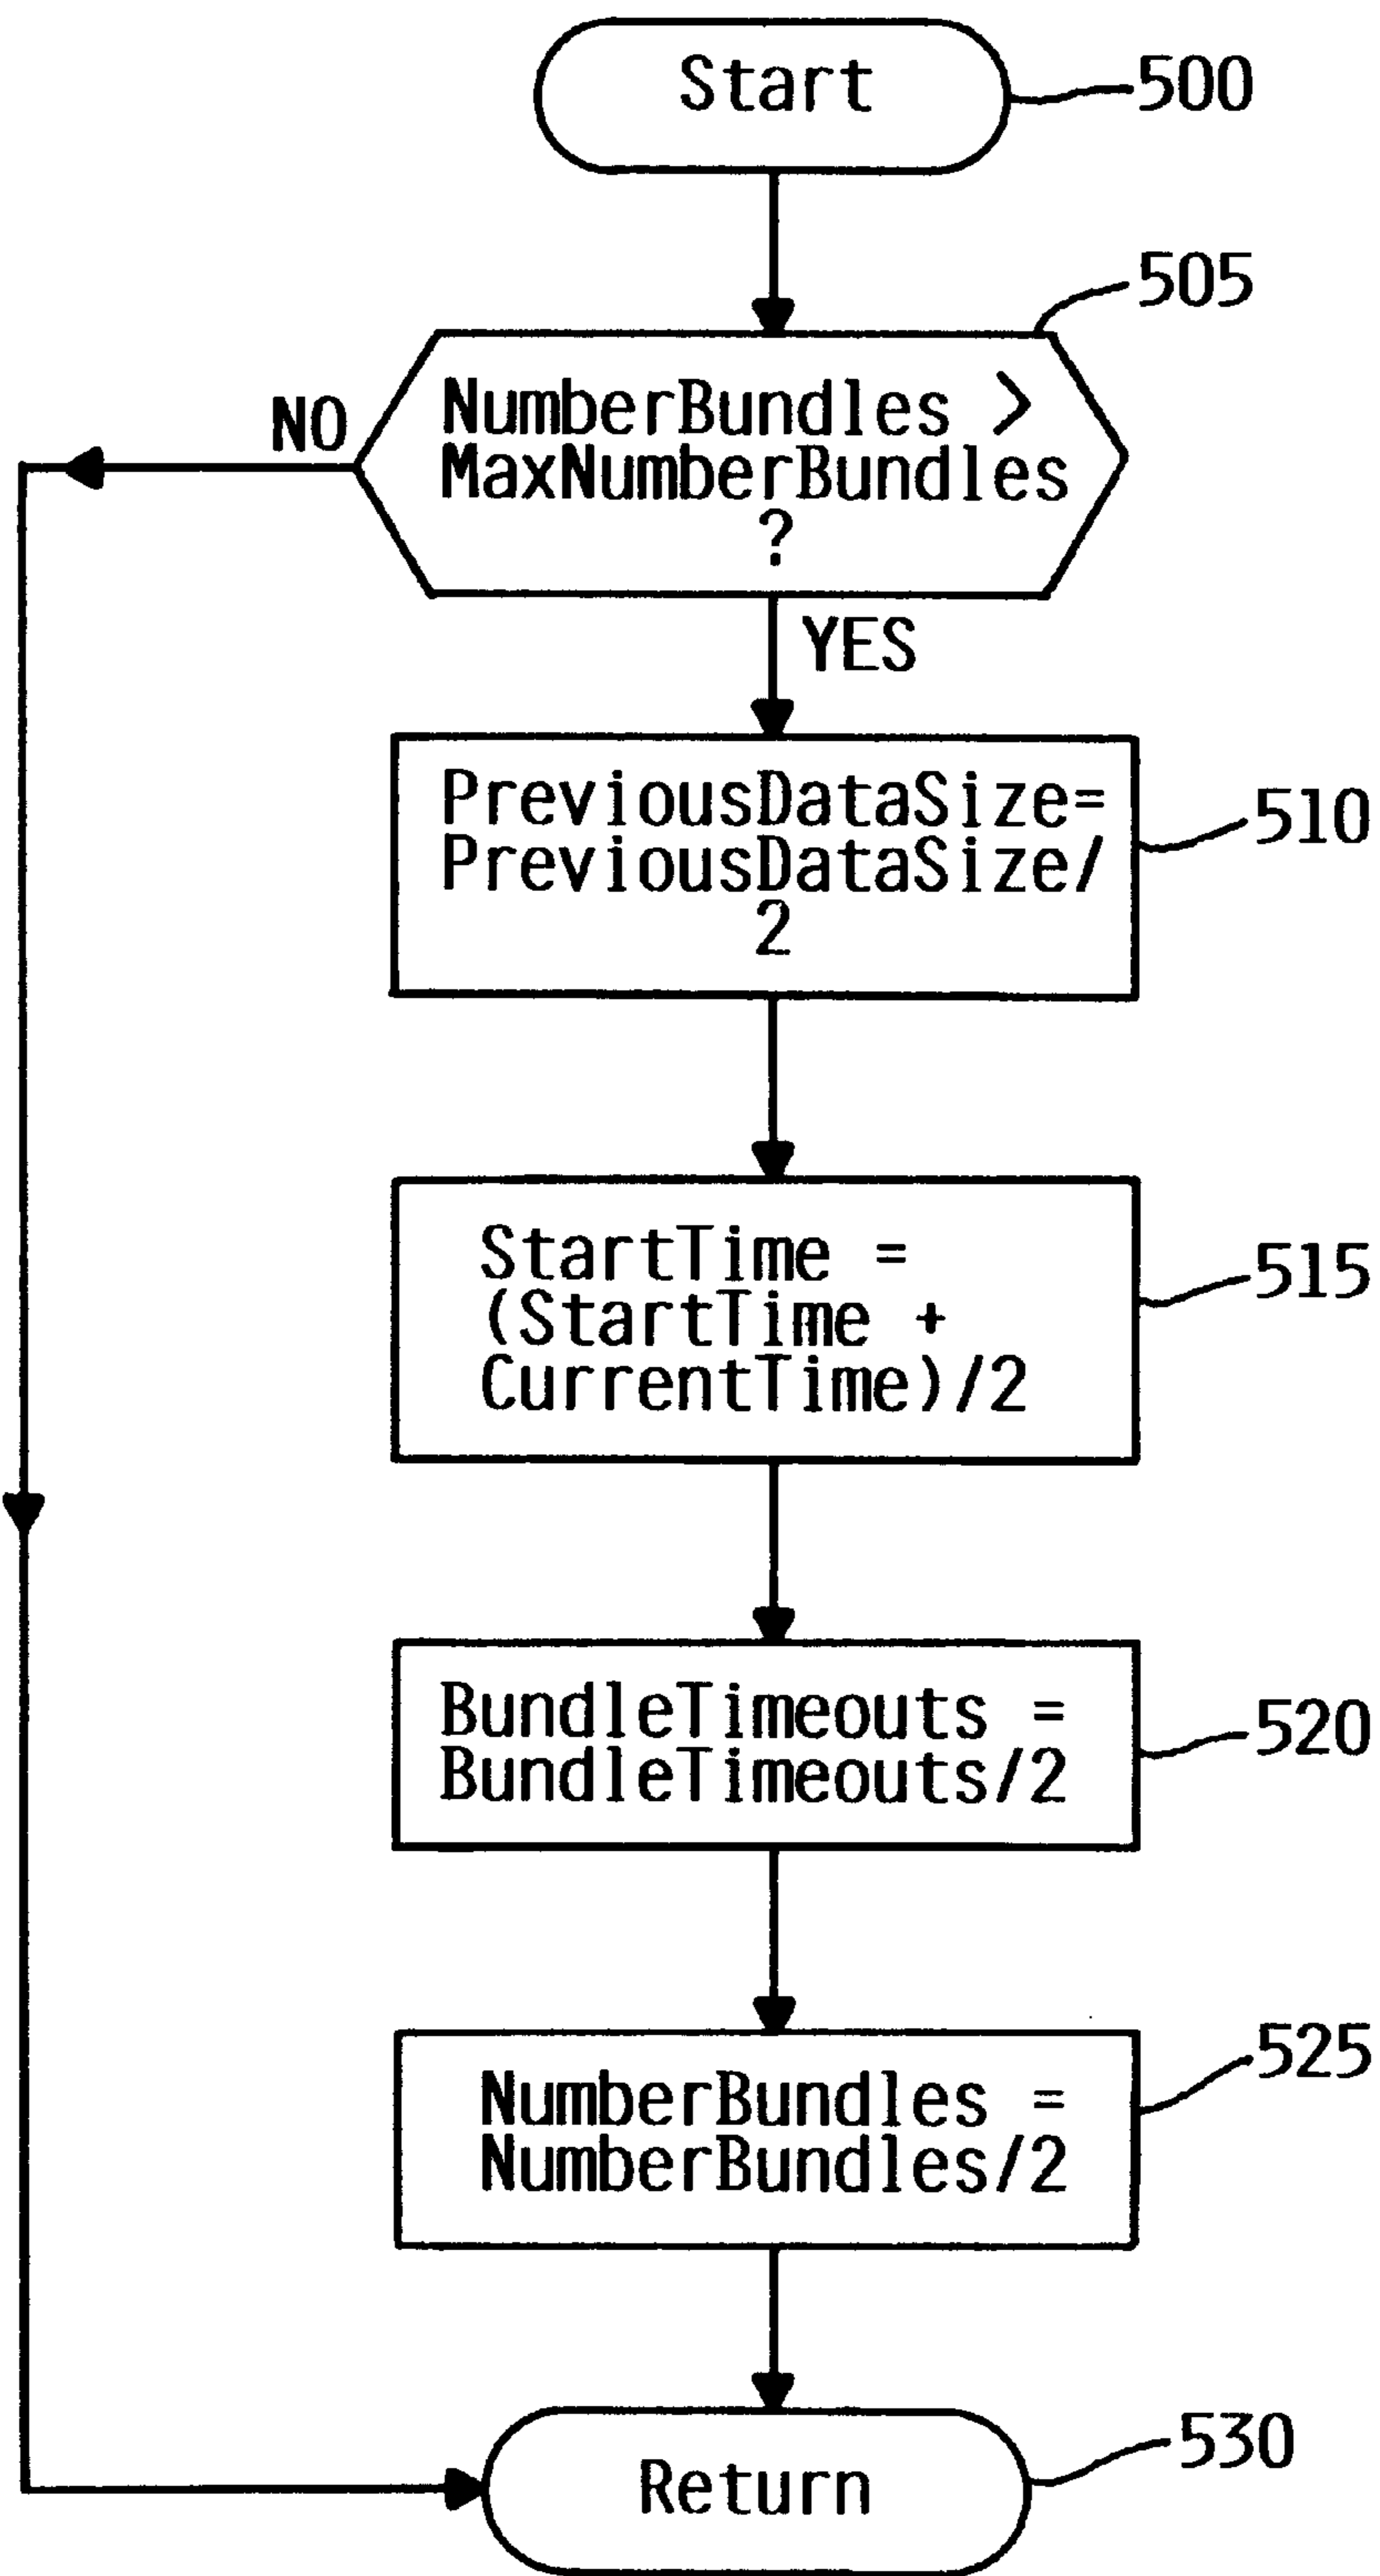 Start
500
505
NumberBundles >
MaxNumberBundles
?
NO
YES
PreviousDataSize=
PreviousDataSize/
2
510
StartTime =
(StartTime +
CurrentTime)/2
515
BundleTimeouts =
BundleTimeouts/2
520
NumberBundles =
NumberBundles/2
525
Return
530